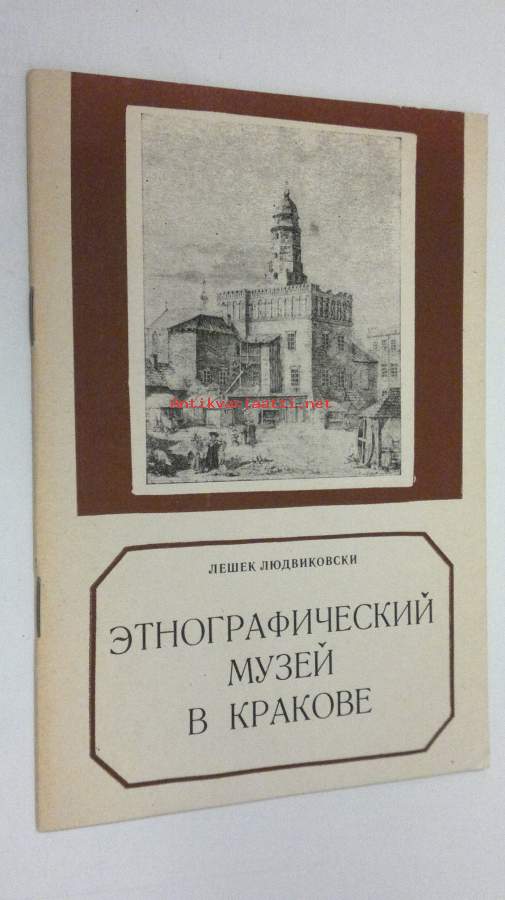 Antikvariaatti.net
ЛЕШЕК ЛЮДВИКОВСКИ
ЭТНОГРАФИЧЕСКИЙ
МУЗЕЙ
В КРАКОВЕ